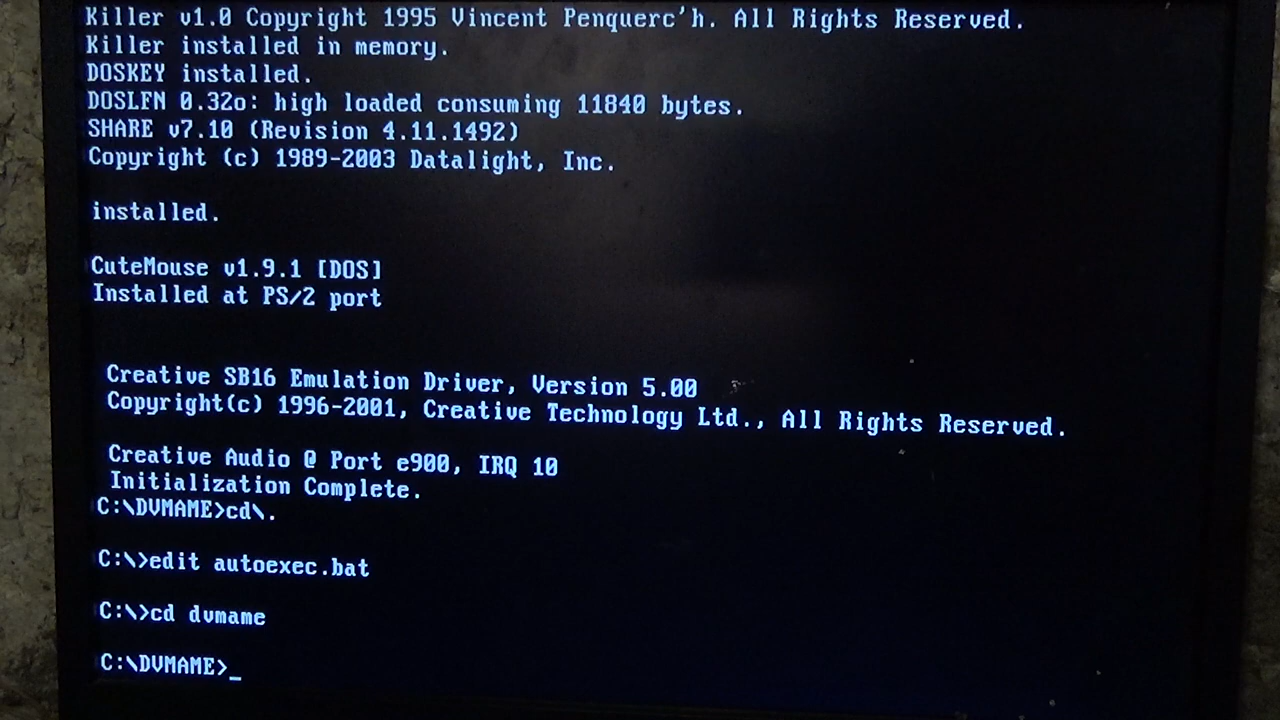 Killer v1.0 Copyright 1995 Vincent Penquerc'h. All Rights Reserved.
Killer installed in memory.
DOSKEY installed.
DOSLFN 0.32o: high loaded consuming 11840 bytes.
SHARE v7.10 (Revision 4.11.1492)
Copyright (c) 1989-2003 Datalight, Inc.
installed.
CuteMouse v1.9.1 [DOS]
Installed at PS/2 port
Creative SB16 Emulation Driver, Version 5.00
Copyright(c) 1996-2001, Creative Technology Ltd., All Rights Reserved.
Creative Audio @ Port e900, IRQ 10
Initialization Complete.
C:\DVMAME>cd\.
C:\>edit autoexec.bat
C:\>cd dvmame
C:\DVMAME>_